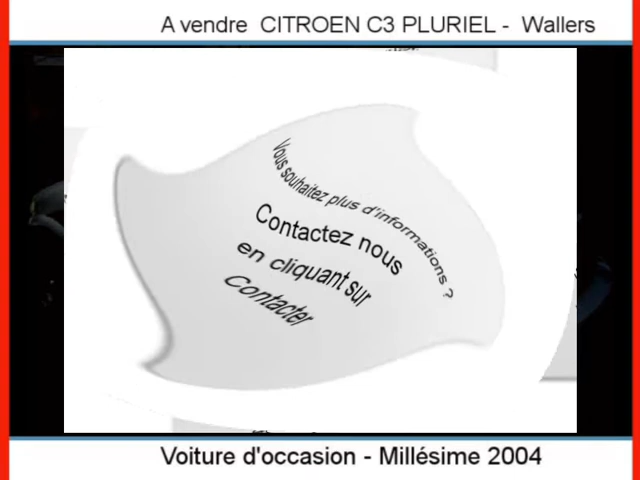 A vendre CITROEN C3 PLURIEL - Wallers
Vous souhaitez plus d'informations ?
Contactez nous
en cliquant sur
Contacter
Voiture d'occasion - Millésime 2004